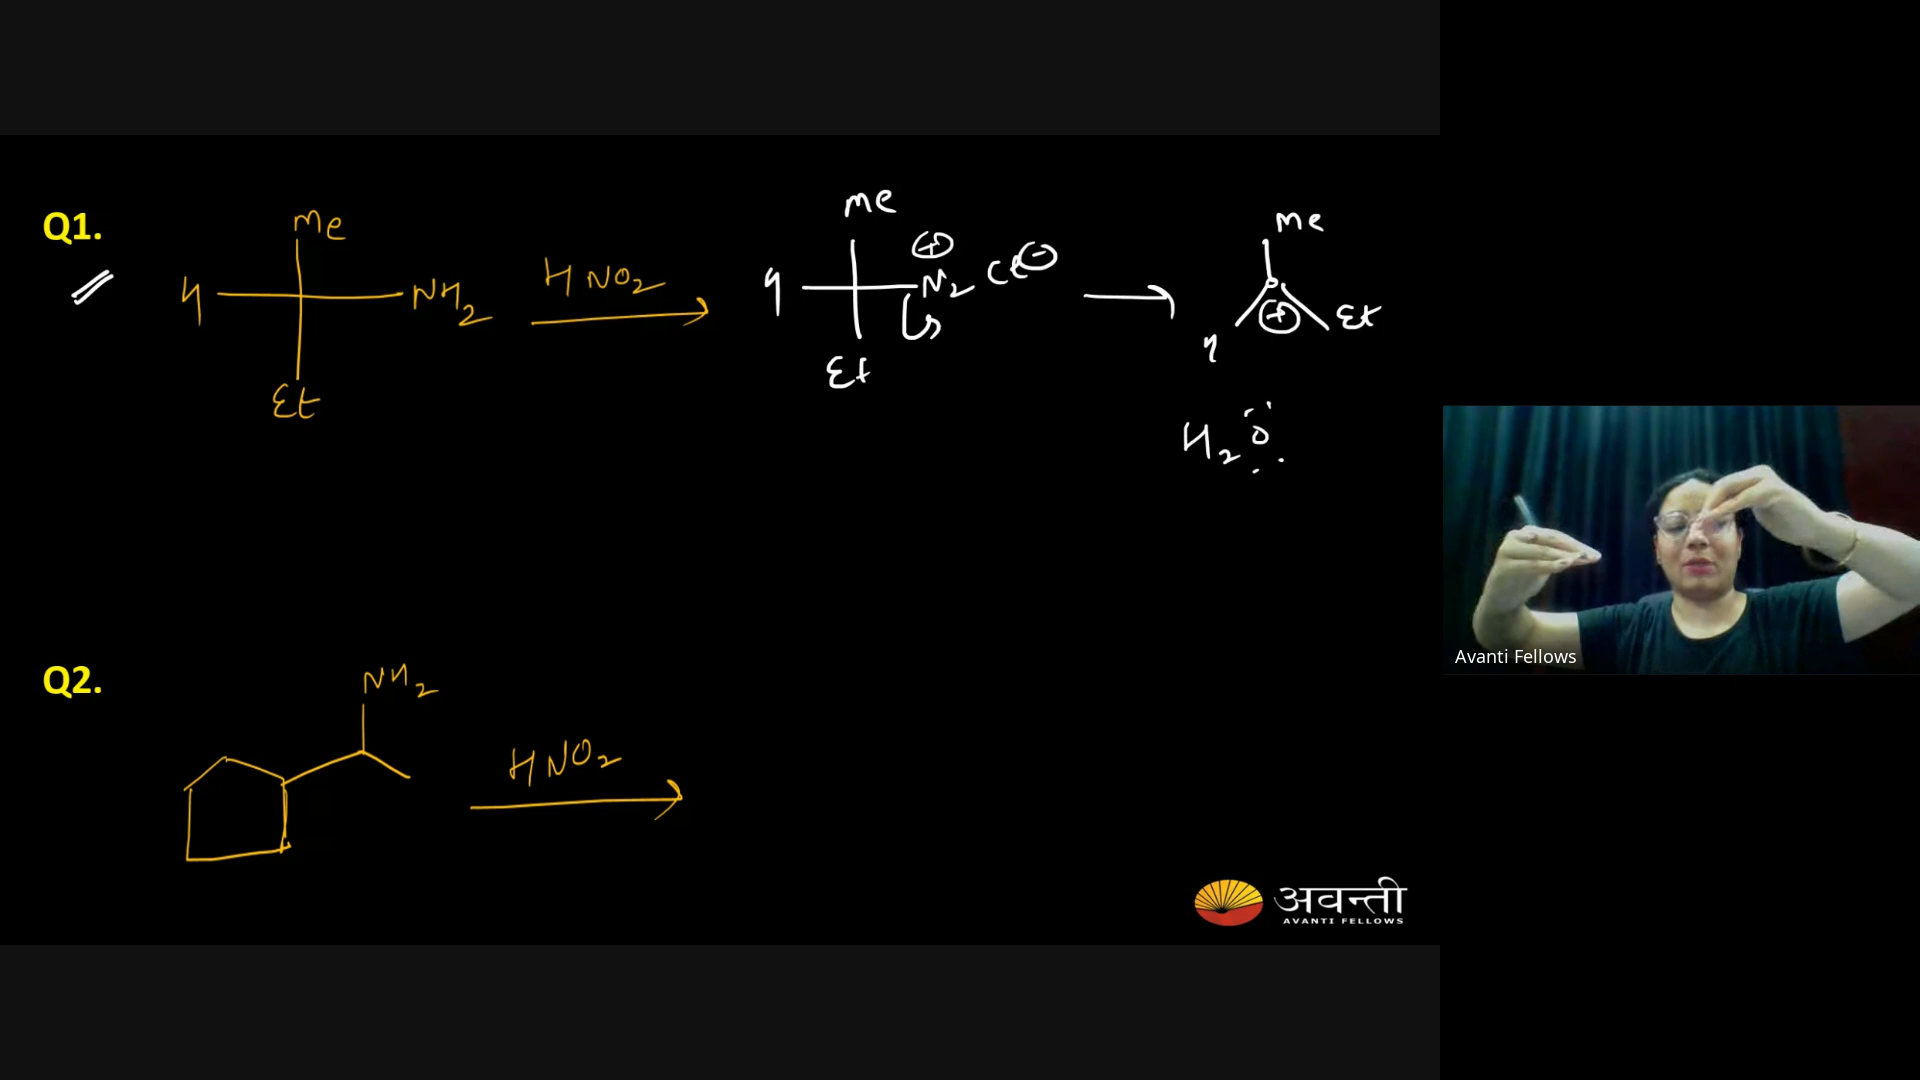 Q1.
Me
H NH2
Et
HNO2
Me
H N2 ⊕ Cl ⊖
Et
Me
⊕
H Et
H2O
Q2.
NH2
HNO2
Avanti Fellows
अवन्ती
AVANTI FELLOWS